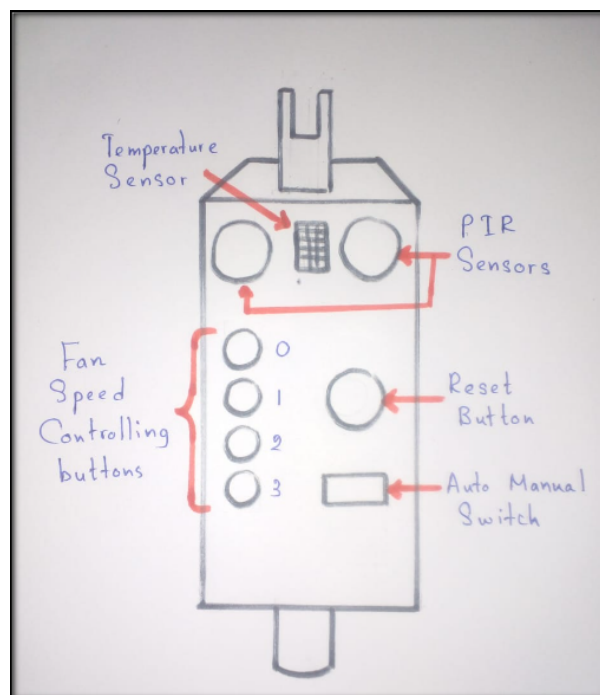 Temperature
Sensor
PIR
Sensors
Fan
Speed
Controlling
buttons
0
1
2
3
Reset
Button
Auto Manual
Switch